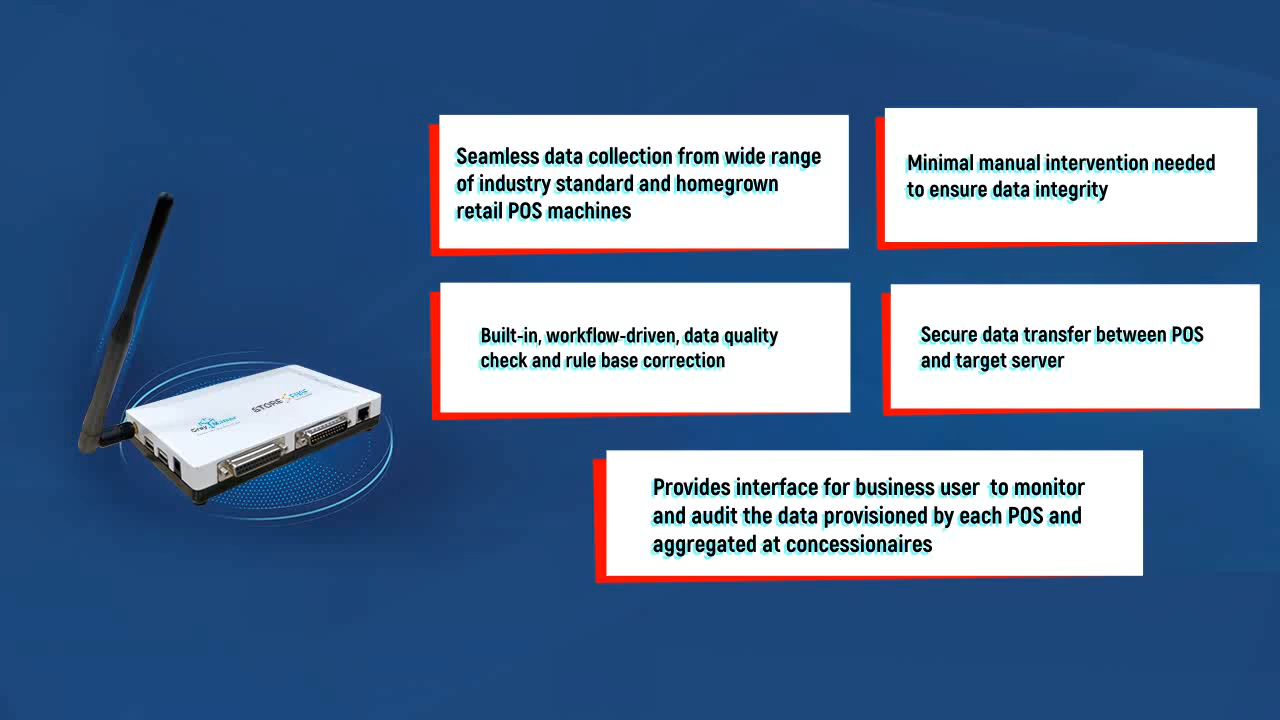 Seamless data collection from wide range
of industry standard and homegrown
retail POS machines
Minimal manual intervention needed
to ensure data integrity
Built-in, workflow-driven, data quality
check and rule base correction
Secure data transfer between POS
and target server
Provides interface for business user to monitor
and audit the data provisioned by each POS and
aggregated at concessionaires
STORE